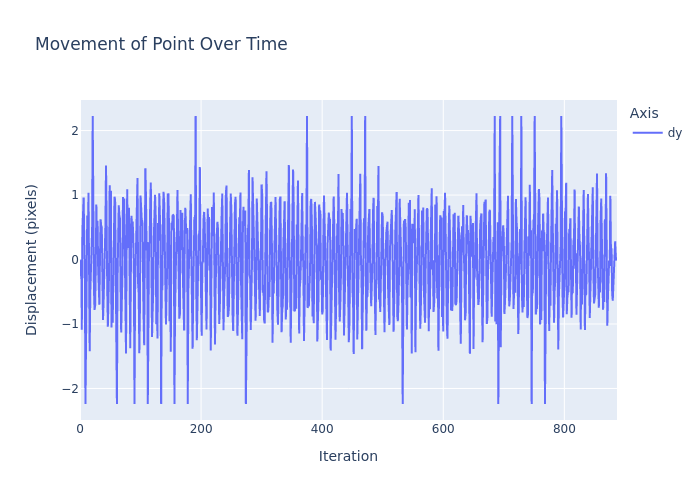 Movement of Point Over Time
Axis
dy
2
1
0
−1
−2
Displacement (pixels)
0
200
400
600
800
Iteration